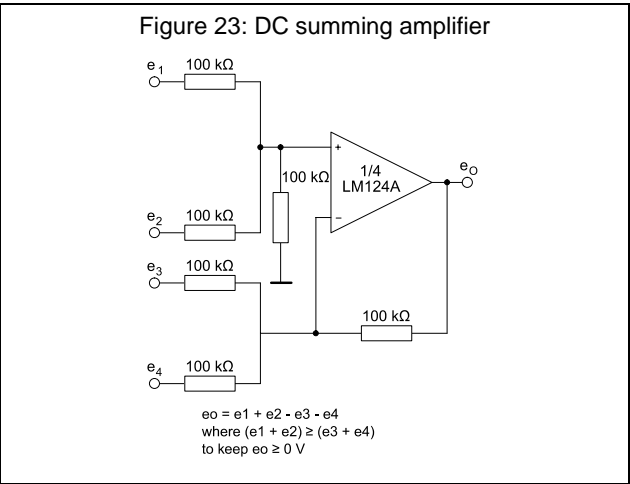 Figure 23: DC summing amplifier
e1 100 kΩ
+
1/4
LM124A
eO
100 kΩ
e2 100 kΩ
−
e3 100 kΩ
100 kΩ
e4 100 kΩ
eo = e1 + e2 - e3 - e4
where (e1 + e2) ≥ (e3 + e4)
to keep eo ≥ 0 V